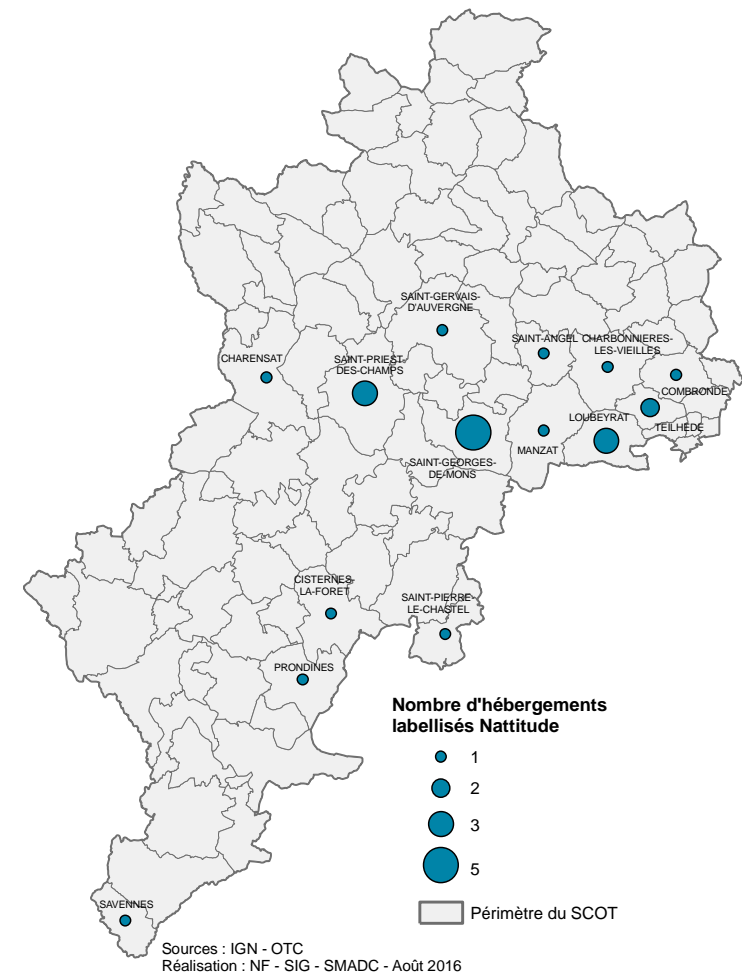 SAINT-GERVAIS-
D'AUVERGNE
SAINT-ANGEL
CHARBONNIERES-
LES-VIEILLES
CHARENSAT
SAINT-PRIEST-
DES-CHAMPS
COMBRONDE
LOUBEYRAT
TEILHEDE
MANZAT
SAINT-GEORGES-
DE-MONS
CISTERNES-
LA-FORET
SAINT-PIERRE-
LE-CHASTEL
PRONDINES
Nombre d'hébergements
labellisés Nattitude
1
2
3
5
Périmètre du SCOT
SAVENNES
Sources : IGN - OTC
Réalisation : NF - SIG - SMADC - Août 2016